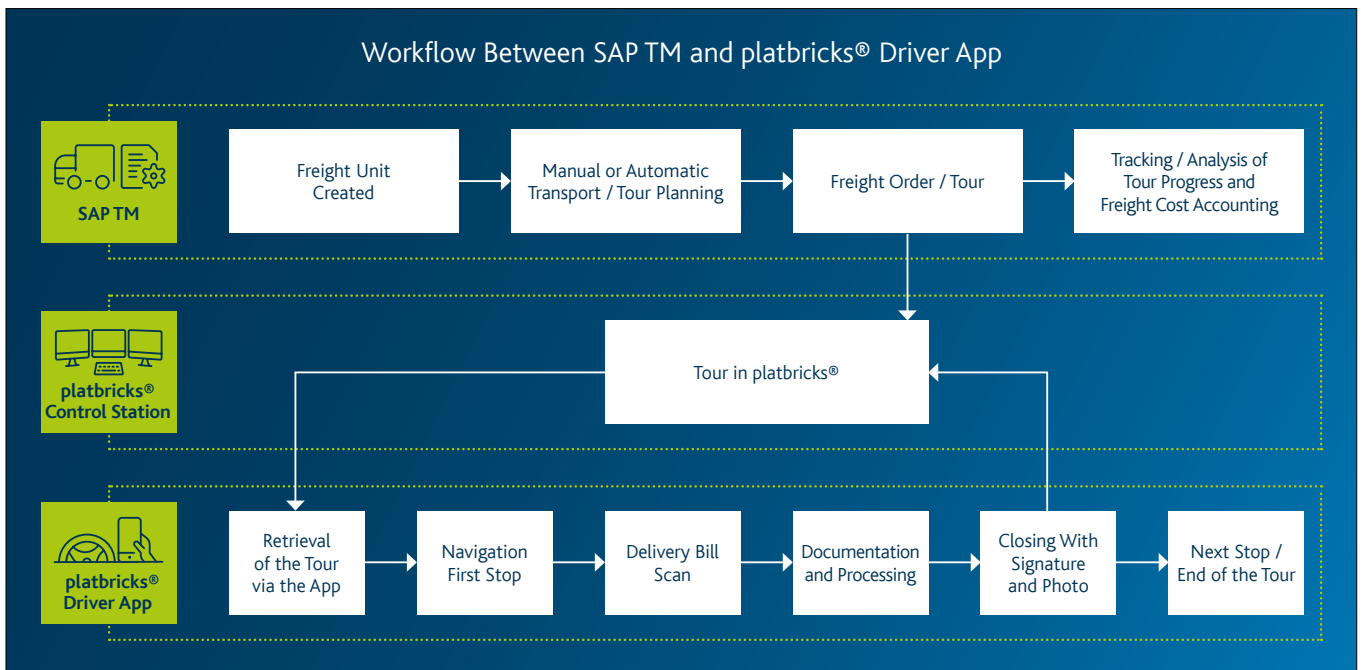 Workflow Between SAP TM and platbricks® Driver App
SAP TM
Freight Unit
Created
Manual or Automatic
Transport / Tour Planning
Freight Order / Tour
Tracking / Analysis of
Tour Progress and
Freight Cost Accounting
platbricks®
Control Station
Tour in platbricks®
platbricks®
Driver App
Retrieval
of the Tour
via the App
Navigation
First Stop
Delivery Bill
Scan
Documentation
and Processing
Closing With
Signature
and Photo
Next Stop /
End of the Tour